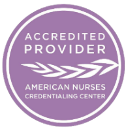 ACCREDITED
PROVIDER
AMERICAN NURSES
CREDENTIALING CENTER